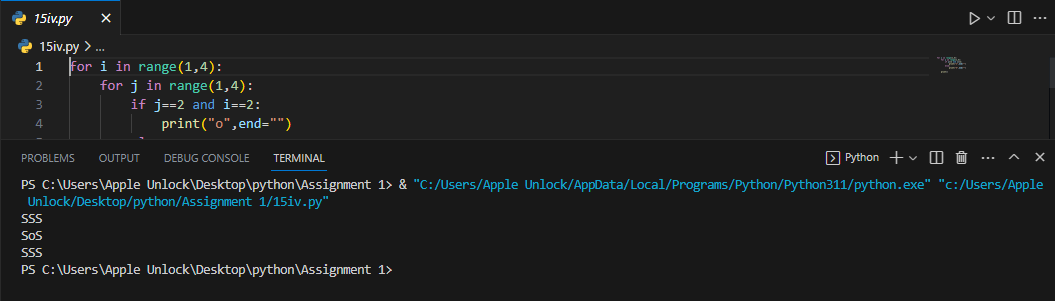 15iv.py
15iv.py > ...
1 for i in range(1,4):
2 for j in range(1,4):
3 if j==2 and i==2:
4 print("o",end="")
PROBLEMS OUTPUT DEBUG CONSOLE TERMINAL Python
PS C:\Users\Apple Unlock\Desktop\python\Assignment 1> & "C:/Users/Apple Unlock/AppData/Local/Programs/Python/Python311/python.exe" "c:/Users/Apple
Unlock/Desktop/python/Assignment 1/15iv.py"
SSS
SoS
SSS
PS C:\Users\Apple Unlock\Desktop\python\Assignment 1>